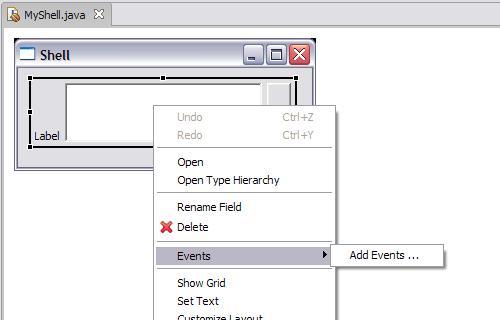 MyShell.java
Shell
Label
Undo Ctrl+Z
Redo Ctrl+Y
Open
Open Type Hierarchy
Rename Field
Delete
Events
Add Events ...
Show Grid
Set Text
Customize Layout